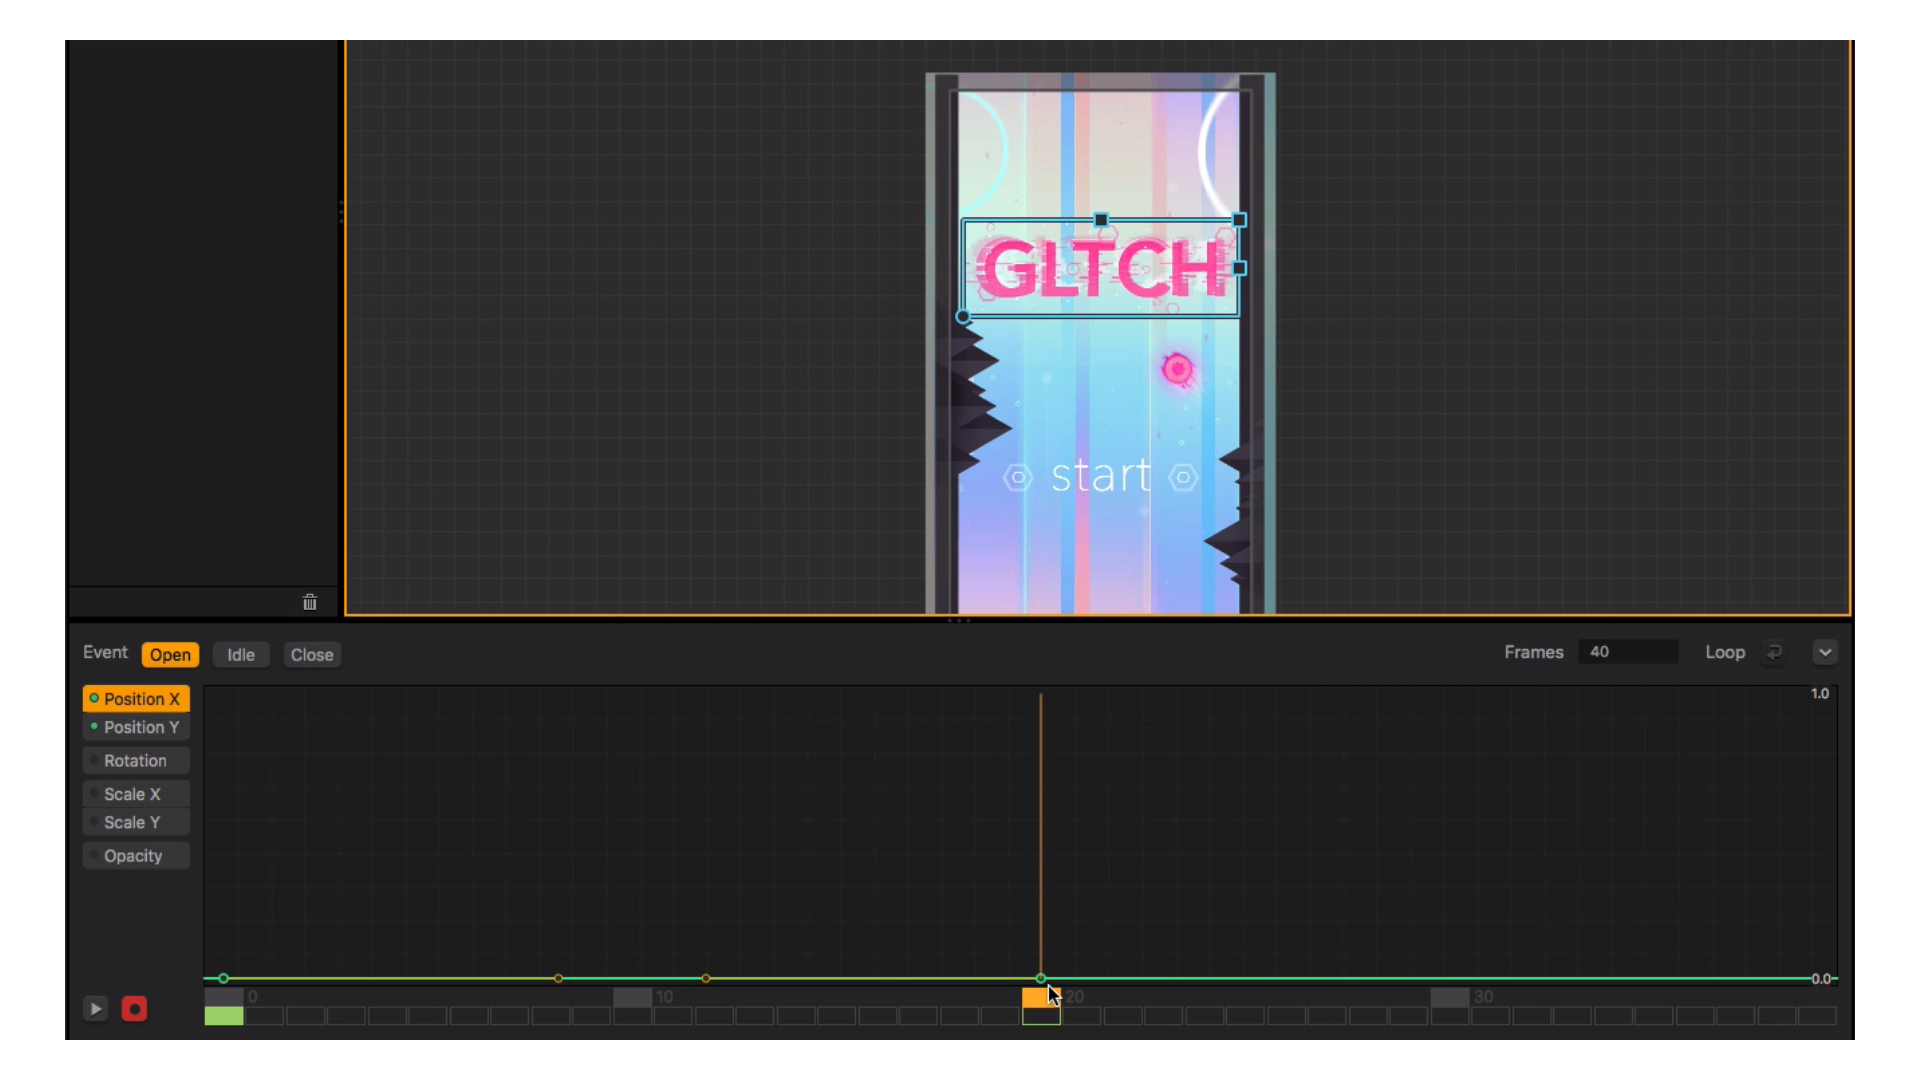 GLTCH
start
Event Open Idle Close Frames 40 Loop
1.0
Position X
Position Y
Rotation
Scale X
Scale Y
Opacity
0.0
0 10 20 30